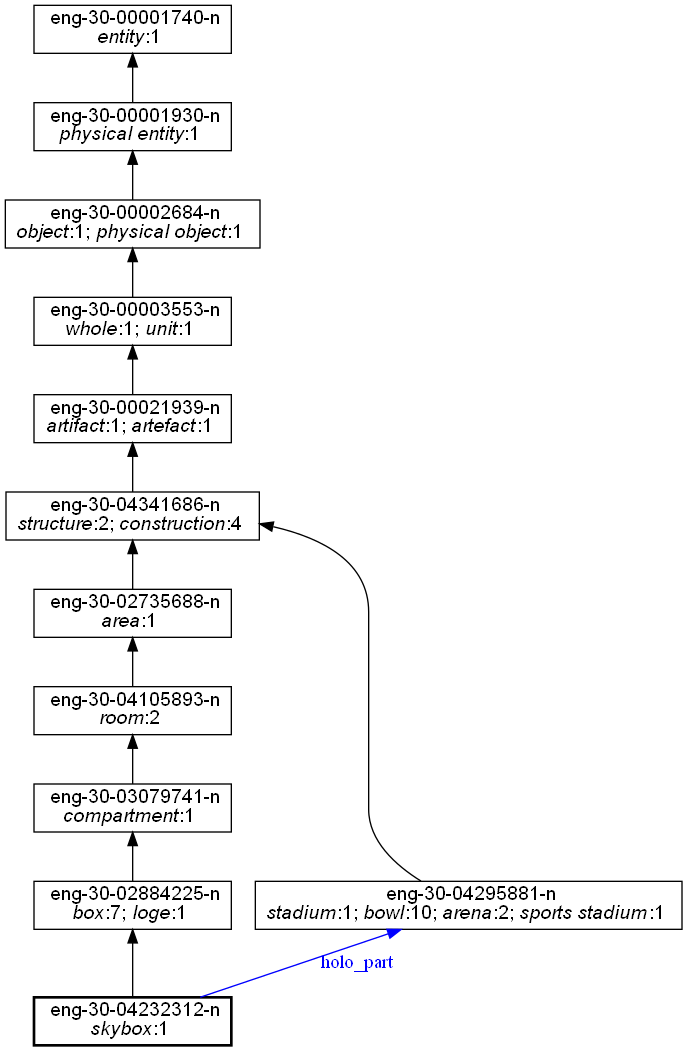 eng-30-00001740-n
entity:1
eng-30-00001930-n
physical entity:1
eng-30-00002684-n
object:1; physical object:1
eng-30-00003553-n
whole:1; unit:1
eng-30-00021939-n
artifact:1; artefact:1
eng-30-04341686-n
structure:2; construction:4
eng-30-02735688-n
area:1
eng-30-04105893-n
room:2
eng-30-03079741-n
compartment:1
eng-30-02884225-n
box:7; loge:1
eng-30-04295881-n
stadium:1; bowl:10; arena:2; sports stadium:1
holo_part
eng-30-04232312-n
skybox:1